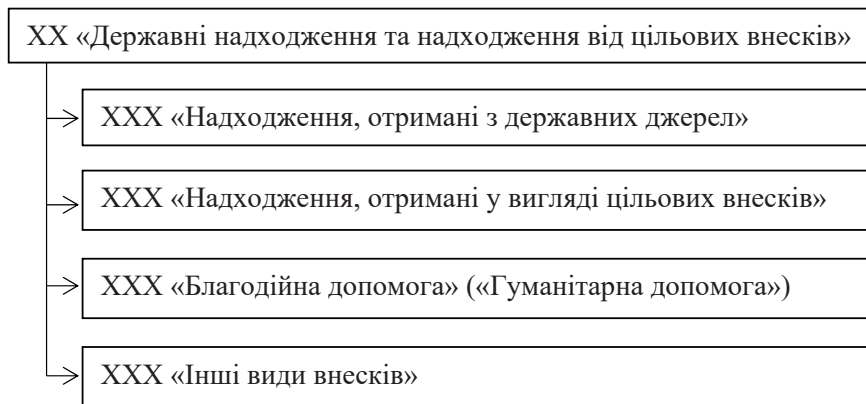 ХХ «Державні надходження та надходження від цільових внесків»
ХХХ «Надходження, отримані з державних джерел»
ХХХ «Надходження, отримані у вигляді цільових внесків»
ХХХ «Благодійна допомога» («Гуманітарна допомога»)
ХХХ «Інші види внесків»